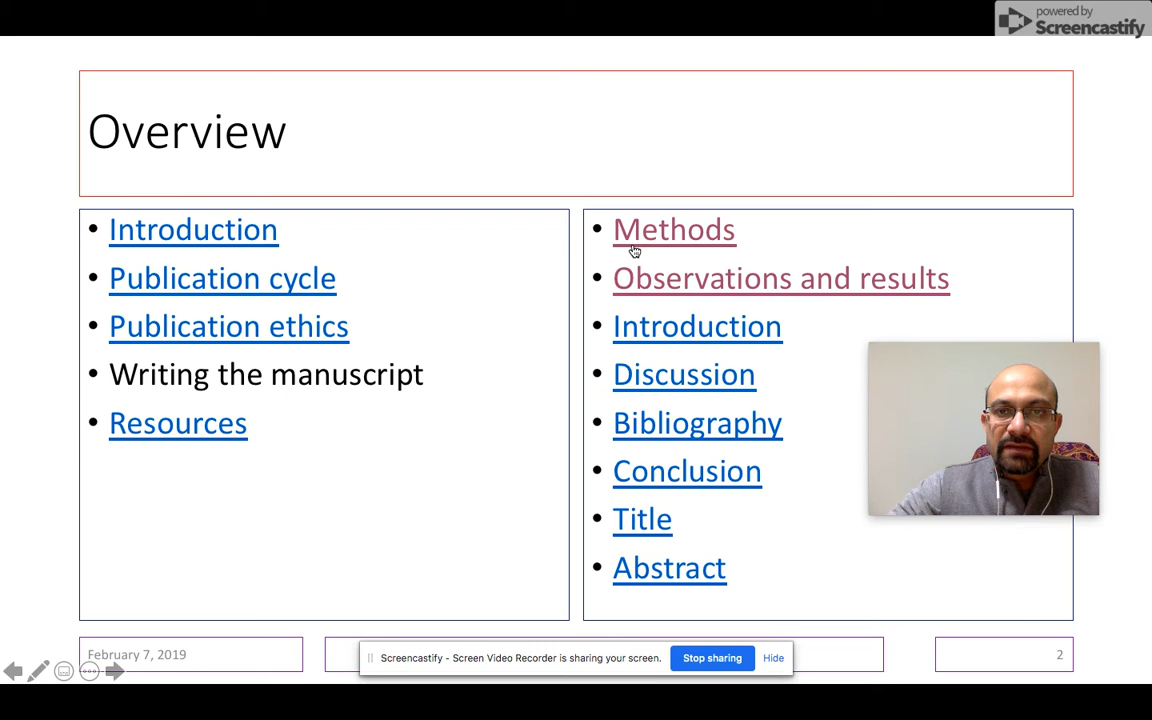 powered by
Screencastify
Overview
• Introduction
• Publication cycle
• Publication ethics
• Writing the manuscript
• Resources
• Methods
• Observations and results
• Introduction
• Discussion
• Bibliography
• Conclusion
• Title
• Abstract
February 7, 2019
Screencastify - Screen Video Recorder is sharing your screen. Stop sharing Hide
2